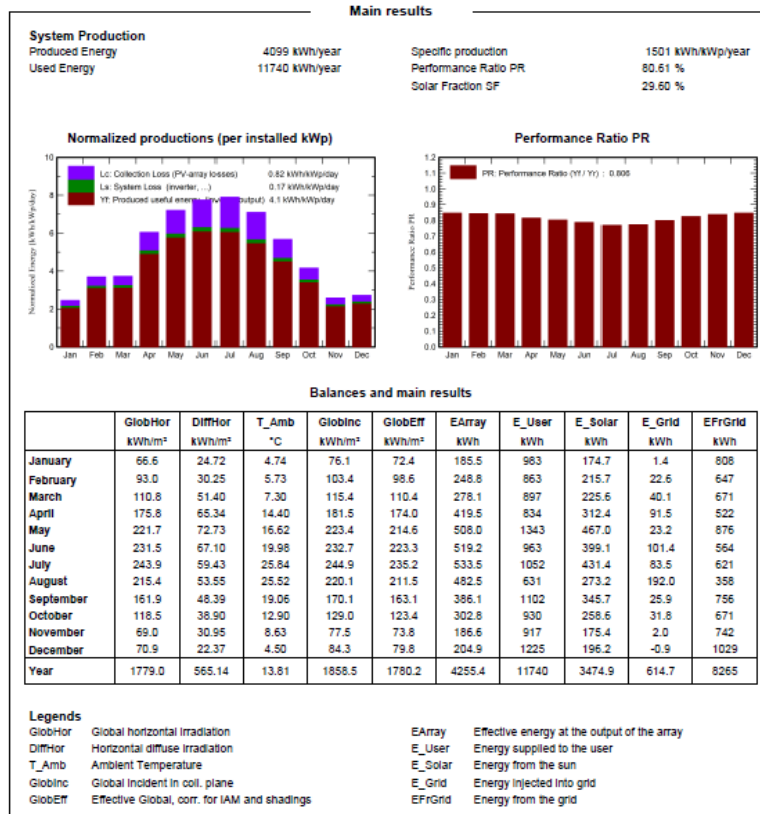 Main results
System Production
Produced Energy 4099 kWh/year Specific production 1501 kWh/kWp/year
Used Energy 11740 kWh/year Performance Ratio PR 80.61 %
Solar Fraction SF 29.60 %
Normalized productions (per installed kWp)
Lc: Collection Loss (PV-array losses) 0.82 kWh/kWp/day
Ls: System Loss (inverter, ...) 0.17 kWh/kWp/day
Yf: Produced useful energy output) 4.1 kWh/kWp/day
Normalized Energy [kWh/kWp/day]
10
8
6
4
2
0
Jan Feb Mar Apr May Jun Jul Aug Sep Oct Nov Dec
Performance Ratio PR
PR: Performance Ratio (Yf / Yr) : 0.806
Performance Ratio PR
1.2
1.1
1.0
0.9
0.8
0.7
0.6
0.5
0.4
0.3
0.2
0.1
0.0
Jan Feb Mar Apr May Jun Jul Aug Sep Oct Nov Dec
Balances and main results
GlobHor DiffHor T_Amb GlobInc GlobEff EArray E_User E_Solar E_Grid EFrGrid
kWh/m² kWh/m² °C kWh/m² kWh/m² kWh kWh kWh kWh kWh
January 66.6 24.72 4.74 76.1 72.4 185.5 983 174.7 1.4 808
February 93.0 30.25 5.73 103.4 98.6 248.8 863 215.7 22.6 647
March 110.8 51.40 7.30 115.4 110.4 278.1 897 225.6 40.1 671
April 175.8 65.34 14.40 181.5 174.0 419.5 834 312.4 91.5 522
May 221.7 72.73 16.62 223.4 214.6 508.0 1343 467.0 23.2 876
June 231.5 67.10 19.98 232.7 223.3 519.2 963 399.1 101.4 564
July 243.9 59.43 25.84 244.9 235.2 533.5 1052 431.4 83.5 621
August 215.4 53.55 25.52 220.1 211.5 482.5 631 273.2 192.0 358
September 161.9 48.39 19.06 170.1 163.1 386.1 1102 345.7 25.9 756
October 118.5 38.90 12.90 129.0 123.4 302.8 930 258.6 31.8 671
November 69.0 30.95 8.63 77.5 73.8 186.6 917 175.4 2.0 742
December 70.9 22.37 4.50 84.3 79.8 204.9 1225 196.2 -0.9 1029
Year 1779.0 565.14 13.81 1858.5 1780.2 4255.4 11740 3474.9 614.7 8265
Legends
GlobHor Global horizontal irradiation EArray Effective energy at the output of the array
DiffHor Horizontal diffuse irradiation E_User Energy supplied to the user
T_Amb Ambient Temperature E_Solar Energy from the sun
GlobInc Global incident in coll. plane E_Grid Energy injected into grid
GlobEff Effective Global, corr. for IAM and shadings EFrGrid Energy from the grid